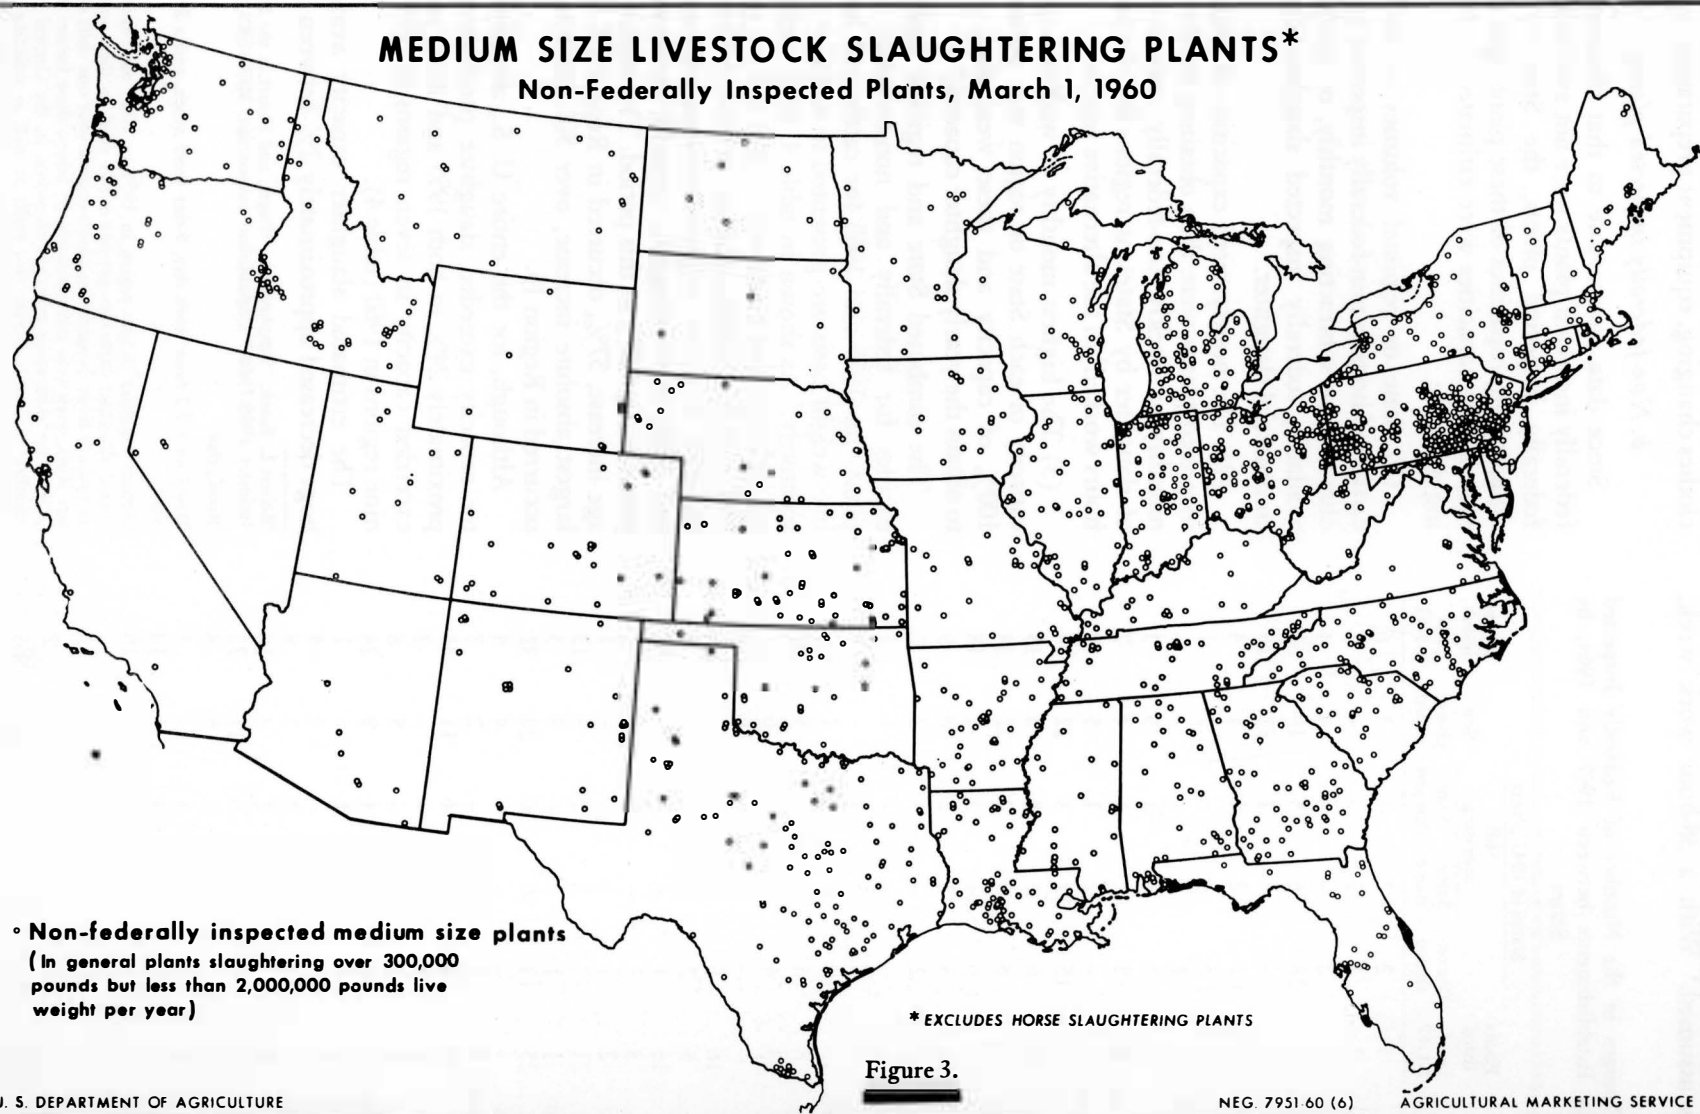 MEDIUM SIZE LIVESTOCK SLAUGHTERING PLANTS*
Non-Federally Inspected Plants, March 1, 1960
° Non-federally inspected medium size plants
(In general plants slaughtering over 300,000
pounds but less than 2,000,000 pounds live
weight per year)
* EXCLUDES HORSE SLAUGHTERING PLANTS
Figure 3.
U. S. DEPARTMENT OF AGRICULTURE
NEG. 7951-60 (6) AGRICULTURAL MARKETING SERVICE